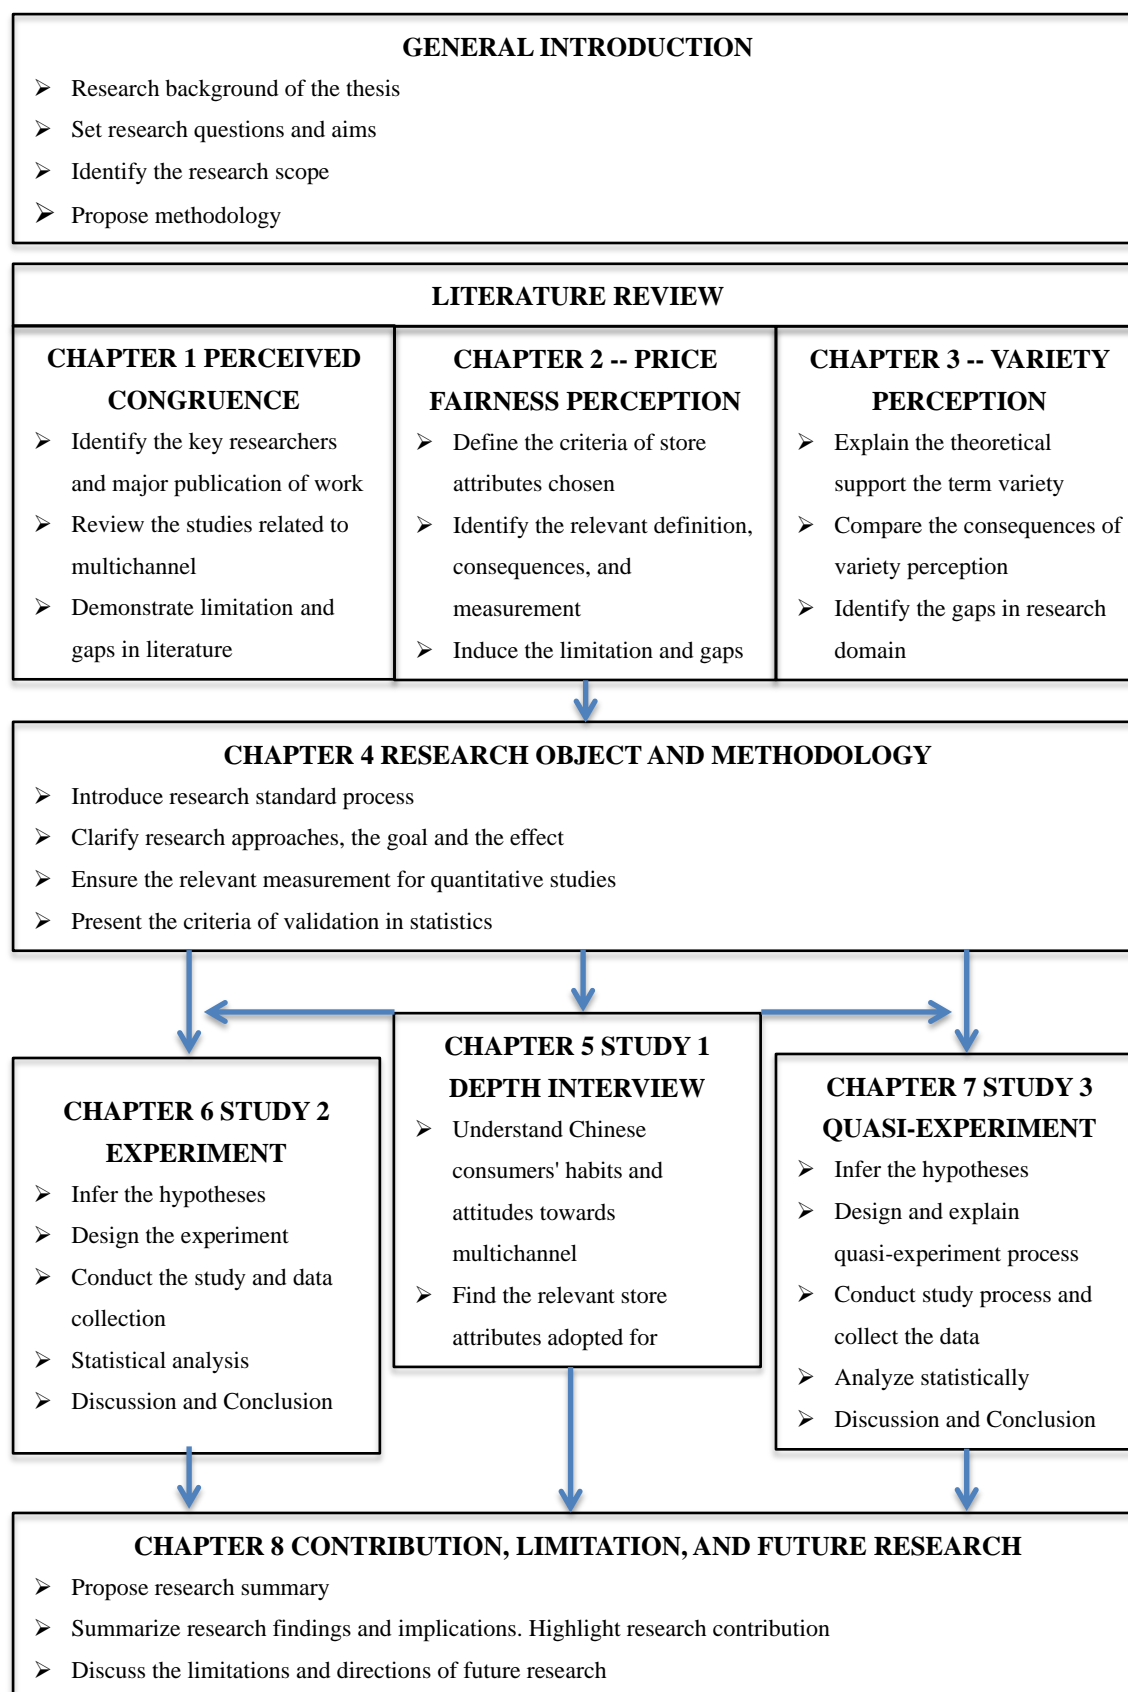 GENERAL INTRODUCTION
➢ Research background of the thesis
➢ Set research questions and aims
➢ Identify the research scope
➢ Propose methodology
LITERATURE REVIEW
CHAPTER 1 PERCEIVED
CONGRUENCE
➢ Identify the key researchers
and major publication of work
➢ Review the studies related to
multichannel
➢ Demonstrate limitation and
gaps in literature
CHAPTER 2 -- PRICE
FAIRNESS PERCEPTION
➢ Define the criteria of store
attributes chosen
➢ Identify the relevant definition,
consequences, and
measurement
➢ Induce the limitation and gaps
CHAPTER 3 -- VARIETY
PERCEPTION
➢ Explain the theoretical
support the term variety
➢ Compare the consequences of
variety perception
➢ Identify the gaps in research
domain
CHAPTER 4 RESEARCH OBJECT AND METHODOLOGY
➢ Introduce research standard process
➢ Clarify research approaches, the goal and the effect
➢ Ensure the relevant measurement for quantitative studies
➢ Present the criteria of validation in statistics
CHAPTER 6 STUDY 2
EXPERIMENT
➢ Infer the hypotheses
➢ Design the experiment
➢ Conduct the study and data
collection
➢ Statistical analysis
➢ Discussion and Conclusion
CHAPTER 5 STUDY 1
DEPTH INTERVIEW
➢ Understand Chinese
consumers' habits and
attitudes towards
multichannel
➢ Find the relevant store
attributes adopted for
CHAPTER 7 STUDY 3
QUASI-EXPERIMENT
➢ Infer the hypotheses
➢ Design and explain
quasi-experiment process
➢ Conduct study process and
collect the data
➢ Analyze statistically
➢ Discussion and Conclusion
CHAPTER 8 CONTRIBUTION, LIMITATION, AND FUTURE RESEARCH
➢ Propose research summary
➢ Summarize research findings and implications. Highlight research contribution
➢ Discuss the limitations and directions of future research